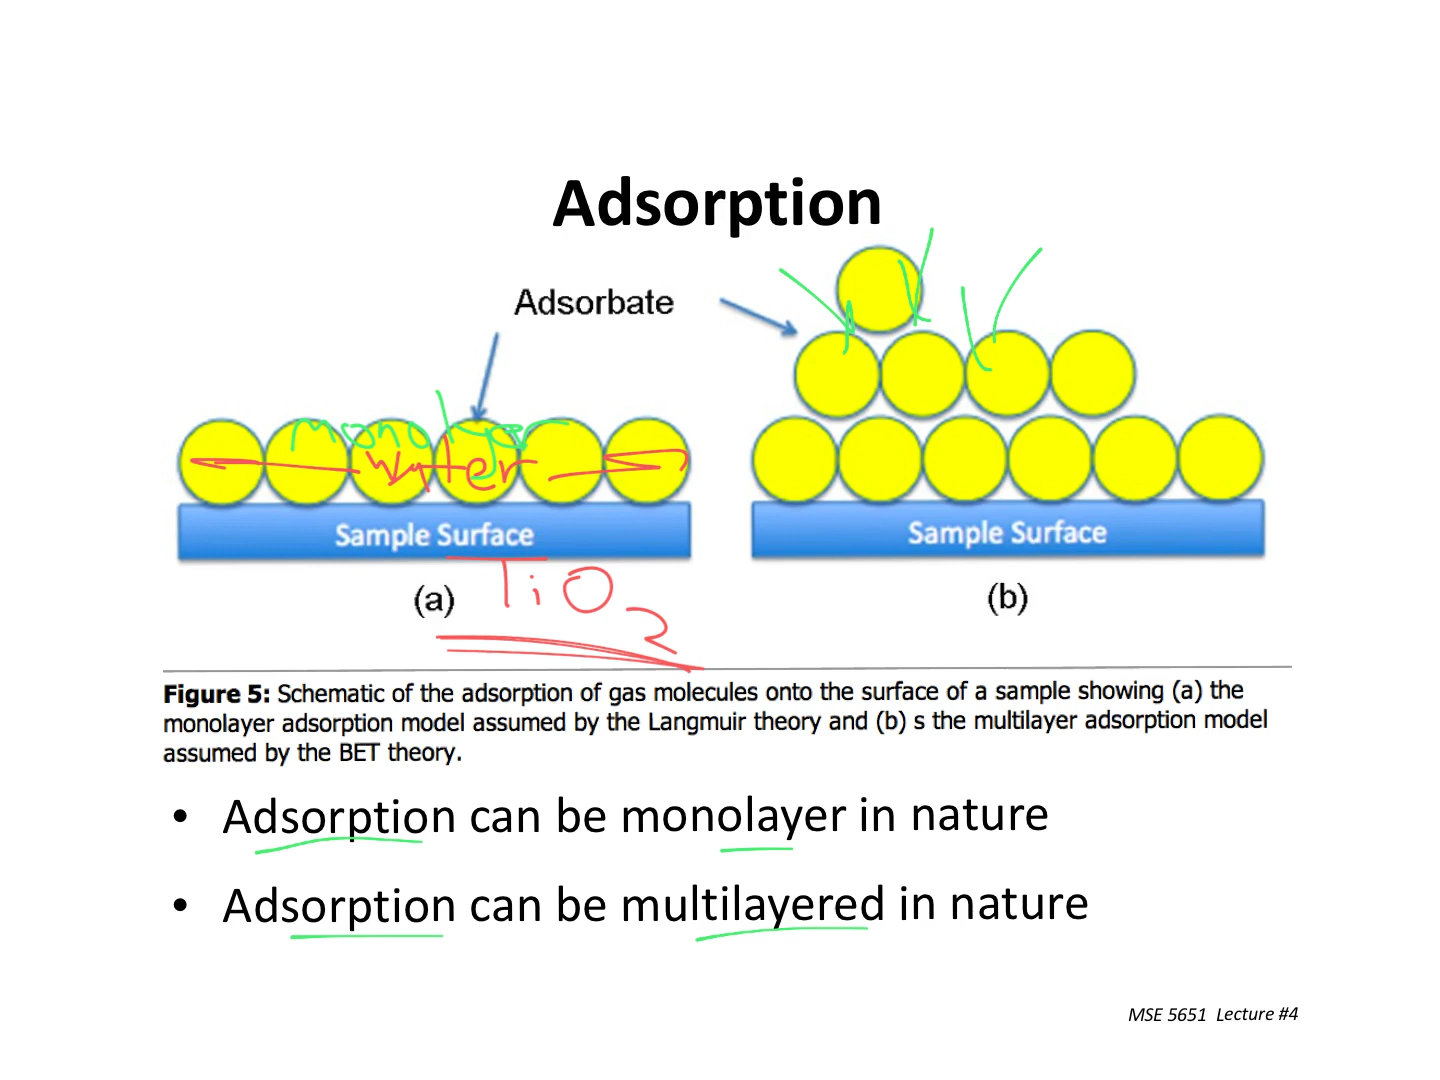 Adsorption
Adsorbate
monolayer
water
Sample Surface
Sample Surface
(a)
TiO2
(b)
Figure 5: Schematic of the adsorption of gas molecules onto the surface of a sample showing (a) the
monolayer adsorption model assumed by the Langmuir theory and (b) s the multilayer adsorption model
assumed by the BET theory.
• Adsorption can be monolayer in nature
• Adsorption can be multilayered in nature
MSE 5651 Lecture #4